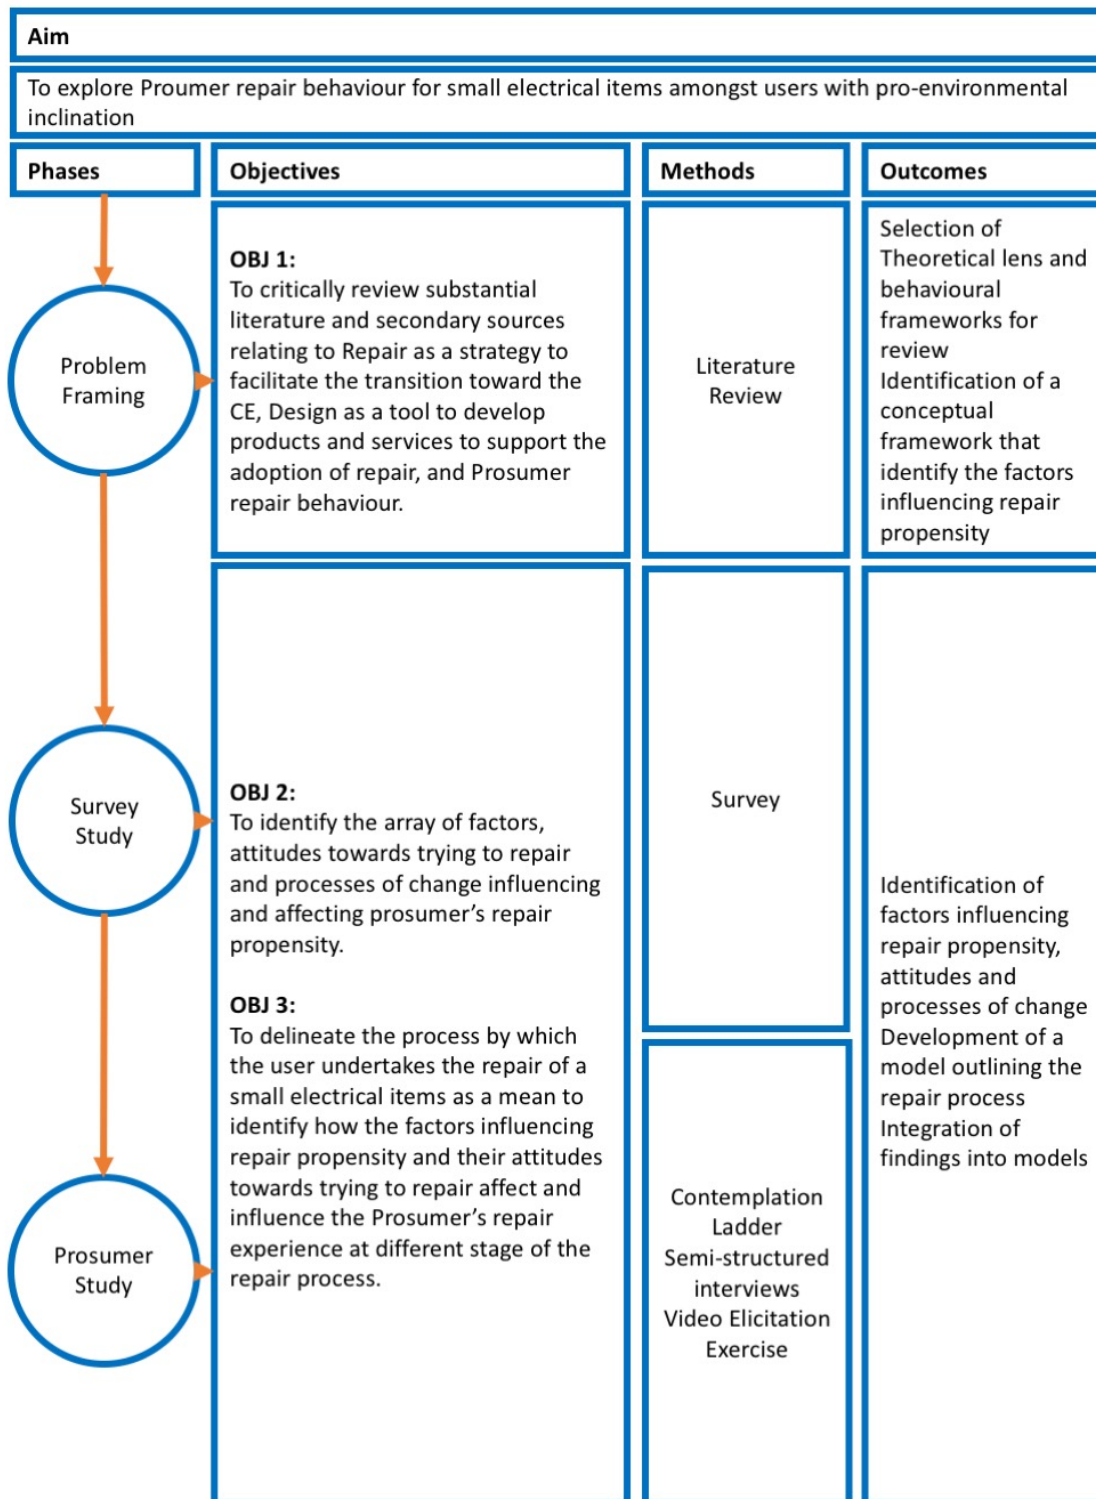 Aim
To explore Proumer repair behaviour for small electrical items amongst users with pro-environmental
inclination
Phases
Objectives
Methods
Outcomes
Problem
Framing
OBJ 1:
To critically review substantial
literature and secondary sources
relating to Repair as a strategy to
facilitate the transition toward the
CE, Design as a tool to develop
products and services to support the
adoption of repair, and Prosumer
repair behaviour.
Literature
Review
Selection of
Theoretical lens and
behavioural
frameworks for
review
Identification of a
conceptual
framework that
identify the factors
influencing repair
propensity
Survey
Study
OBJ 2:
To identify the array of factors,
attitudes towards trying to repair
and processes of change influencing
and affecting prosumer’s repair
propensity.
Survey
Prosumer
Study
OBJ 3:
To delineate the process by which
the user undertakes the repair of a
small electrical items as a mean to
identify how the factors influencing
repair propensity and their attitudes
towards trying to repair affect and
influence the Prosumer’s repair
experience at different stage of the
repair process.
Contemplation
Ladder
Semi-structured
interviews
Video Elicitation
Exercise
Identification of
factors influencing
repair propensity,
attitudes and
processes of change
Development of a
model outlining the
repair process
Integration of
findings into models